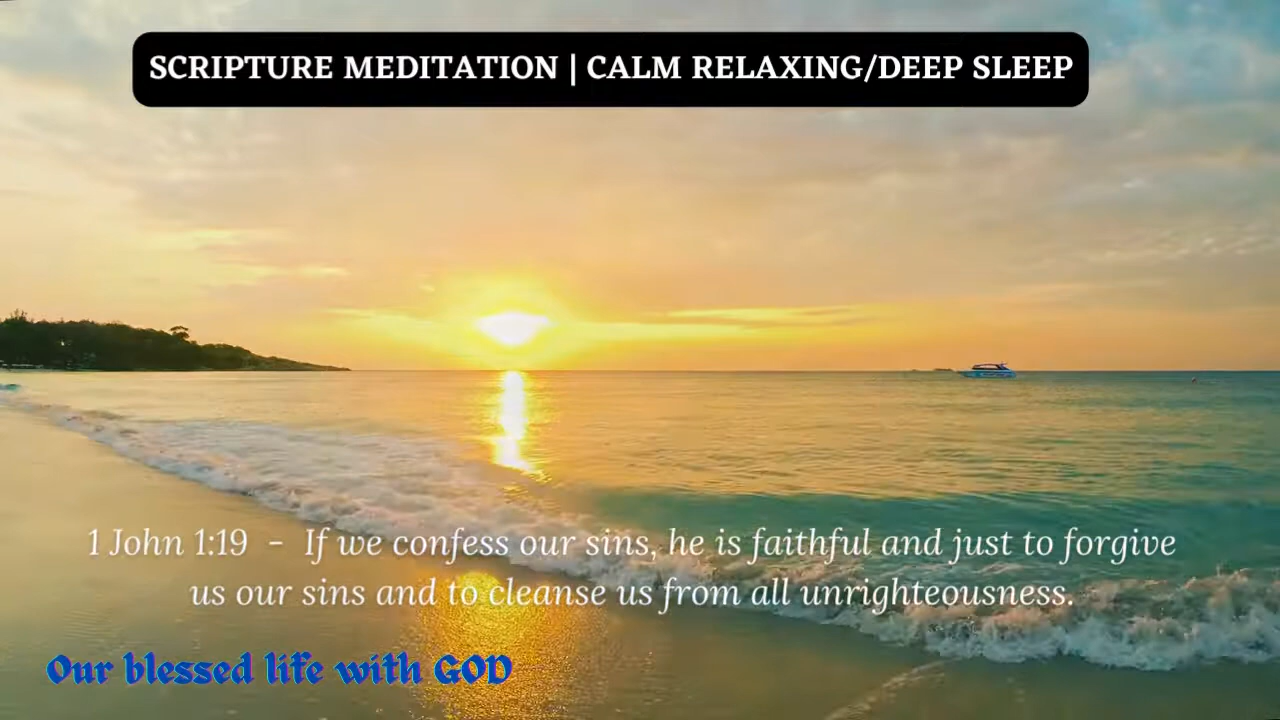 SCRIPTURE MEDITATION | CALM RELAXING/DEEP SLEEP
1 John 1:19 - If we confess our sins, he is faithful and just to forgive
us our sins and to cleanse us from all unrighteousness.
Our blessed life with GOD